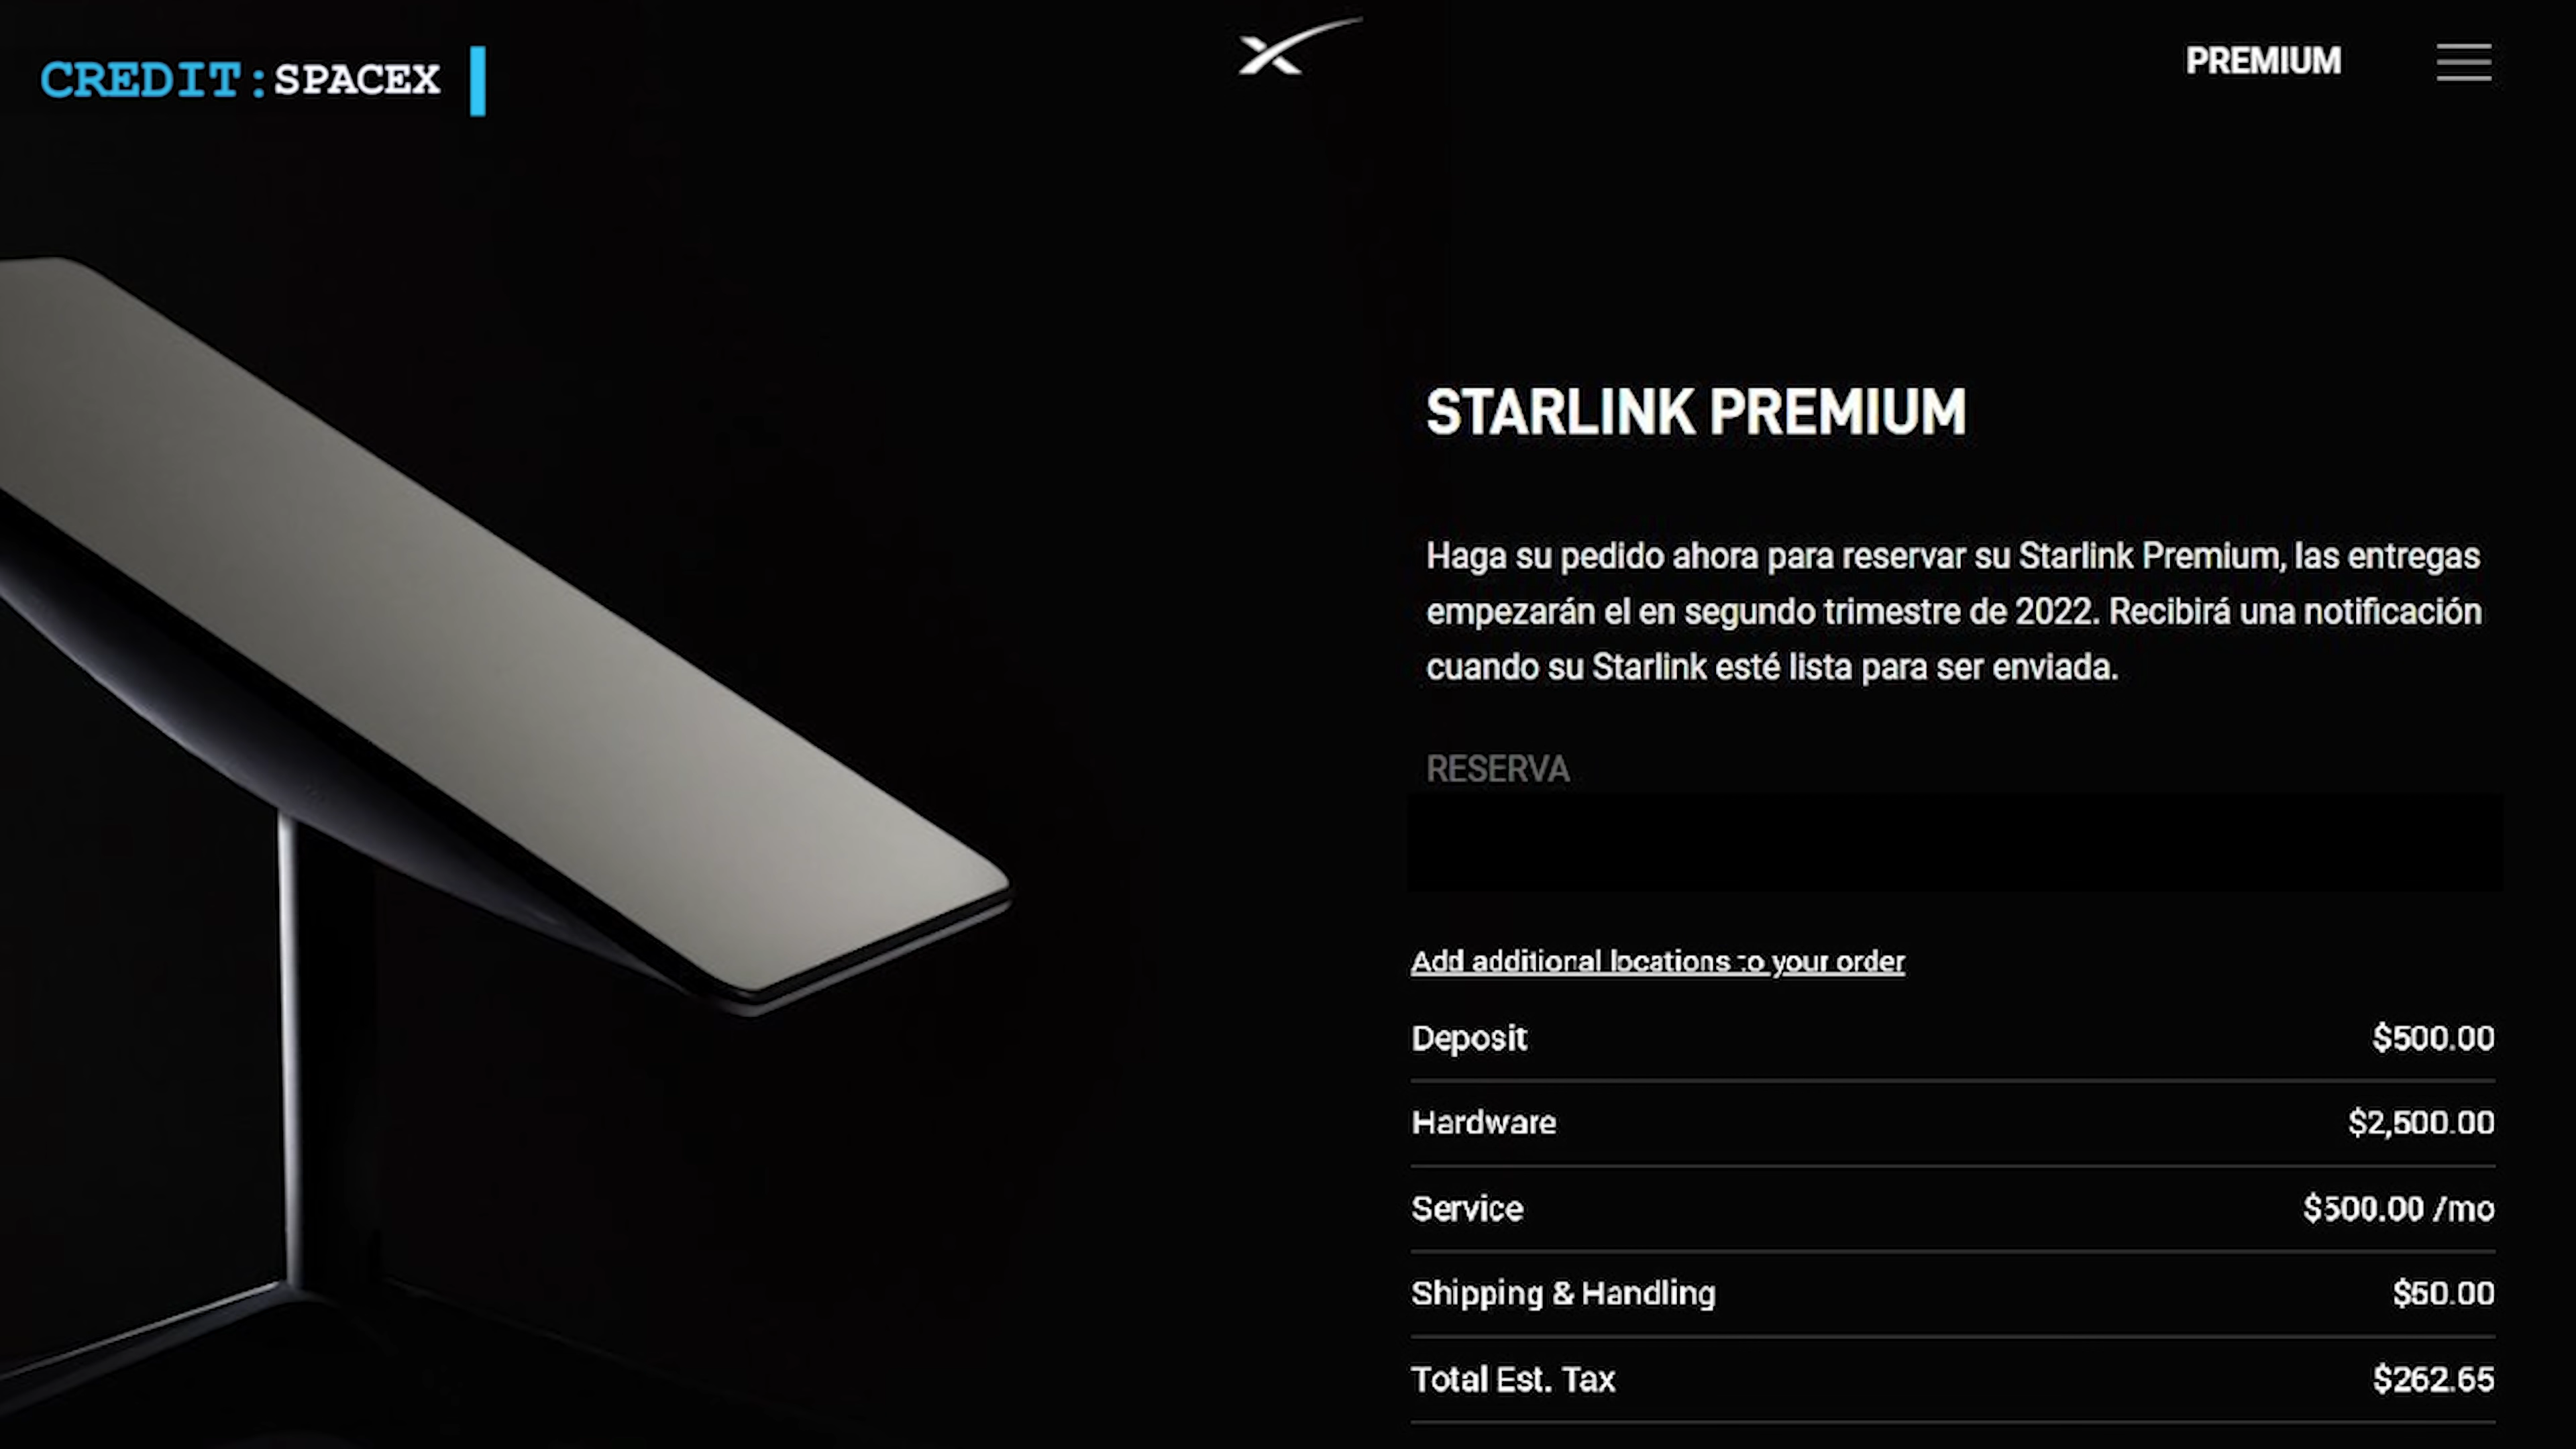 CREDIT:SPACEX
PREMIUM
STARLINK PREMIUM
Haga su pedido ahora para reservar su Starlink Premium, las entregas
empezarán el en segundo trimestre de 2022. Recibirá una notificación
cuando su Starlink esté lista para ser enviada.
RESERVA
Add additional locations to your order
Deposit $500.00
Hardware $2,500.00
Service $500.00 /mo
Shipping & Handling $50.00
Total Est. Tax $262.65